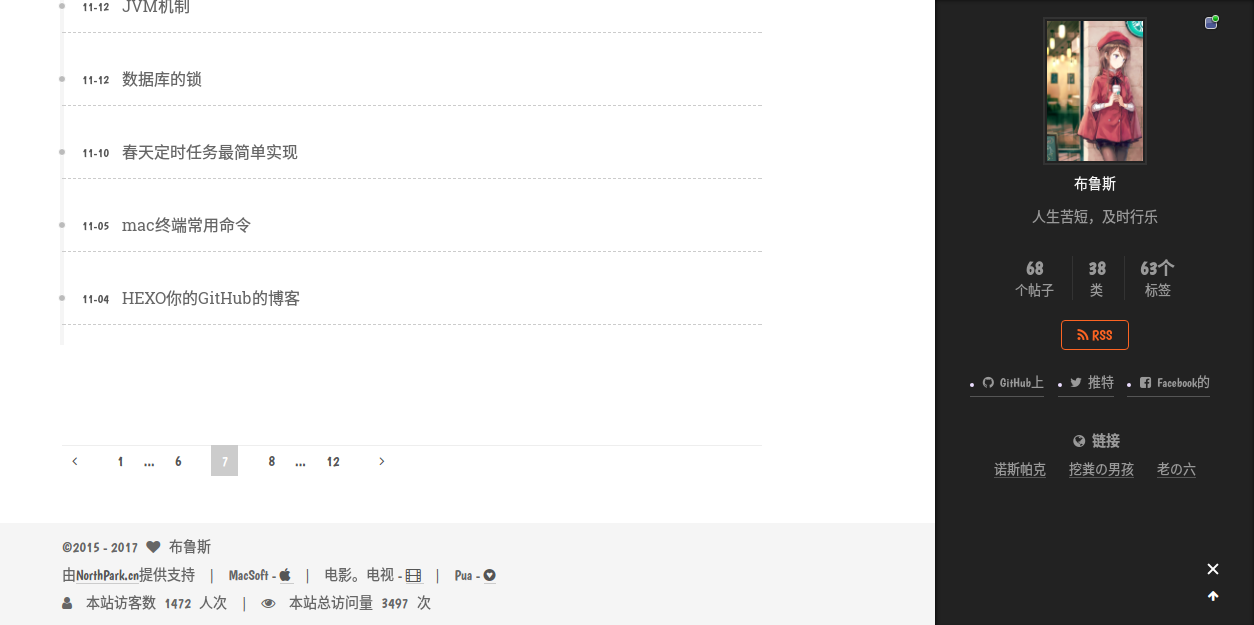 11-12 JVM机制
11-12 数据库的锁
11-10 春天定时任务最简单实现
11-05 mac终端常用命令
11-04 HEXO你的GitHub的博客
1 ... 6 7 8 ... 12
©2015 - 2017 布鲁斯
由NorthPark.cn提供支持 | MacSoft - | 电影。电视 - | Pua -
本站访客数 1472 人次 | 本站总访问量 3497 次
布鲁斯
人生苦短，及时行乐
68 38 63个
个帖子 类 标签
RSS
GitHub上 推特 Facebook的
链接
诺斯帕克 挖粪の男孩 老の六